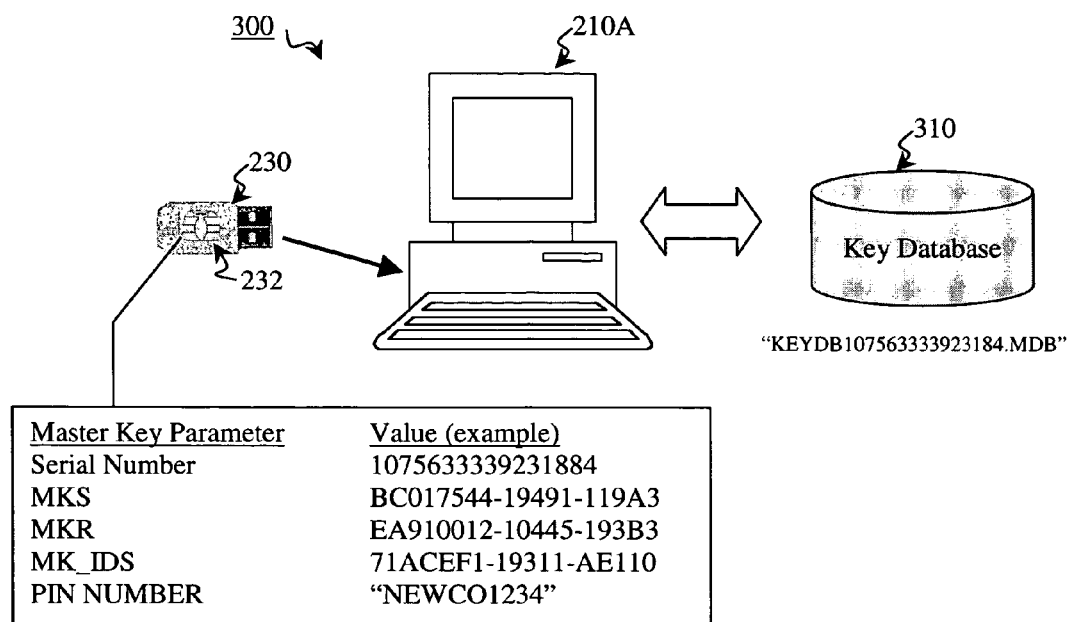 300
210A
310
230
232
Key Database
“KEYDB107563333923184.MDB”
Master Key Parameter Value (example)
Serial Number 1075633339231884
MKS BC017544-19491-119A3
MKR EA910012-10445-193B3
MK_IDS 71ACEF1-19311-AE110
PIN NUMBER “NEWCO1234”